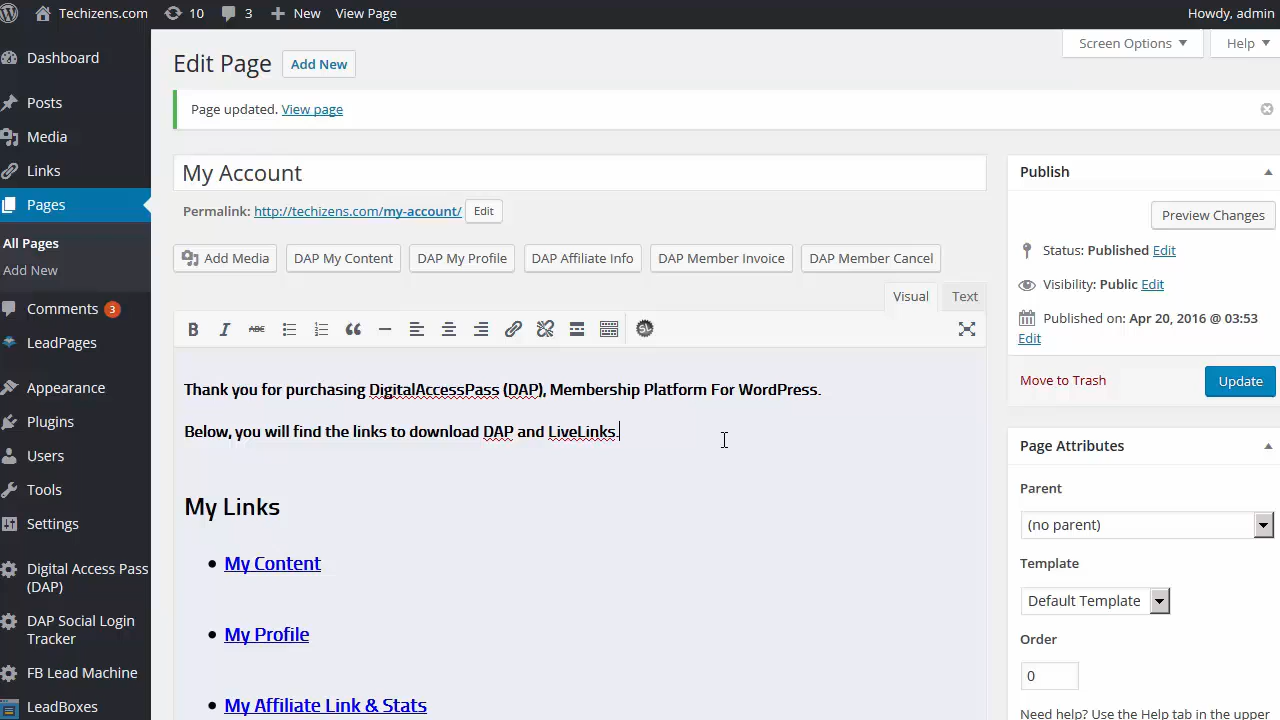 Techizens.com 10 3 New View Page Howdy, admin
Screen Options Help
Dashboard
Posts
Media
Links
Pages
All Pages
Add New
Comments 3
LeadPages
Appearance
Plugins
Users
Tools
Settings
Digital Access Pass
(DAP)
DAP Social Login
Tracker
FB Lead Machine
LeadBoxes
Edit Page Add New
Page updated. View page
My Account
Permalink: http://techizens.com/my-account/ Edit
Add Media DAP My Content DAP My Profile DAP Affiliate Info DAP Member Invoice DAP Member Cancel
Visual Text
B I ABC SL
Thank you for purchasing DigitalAccessPass (DAP), Membership Platform For WordPress.
Below, you will find the links to download DAP and LiveLinks.
My Links
My Content
My Profile
My Affiliate Link & Stats
Publish
Preview Changes
Status: Published Edit
Visibility: Public Edit
Published on: Apr 20, 2016 @ 03:53
Edit
Move to Trash Update
Page Attributes
Parent
(no parent)
Template
Default Template
Order
0
Need help? Use the Help tab in the upper